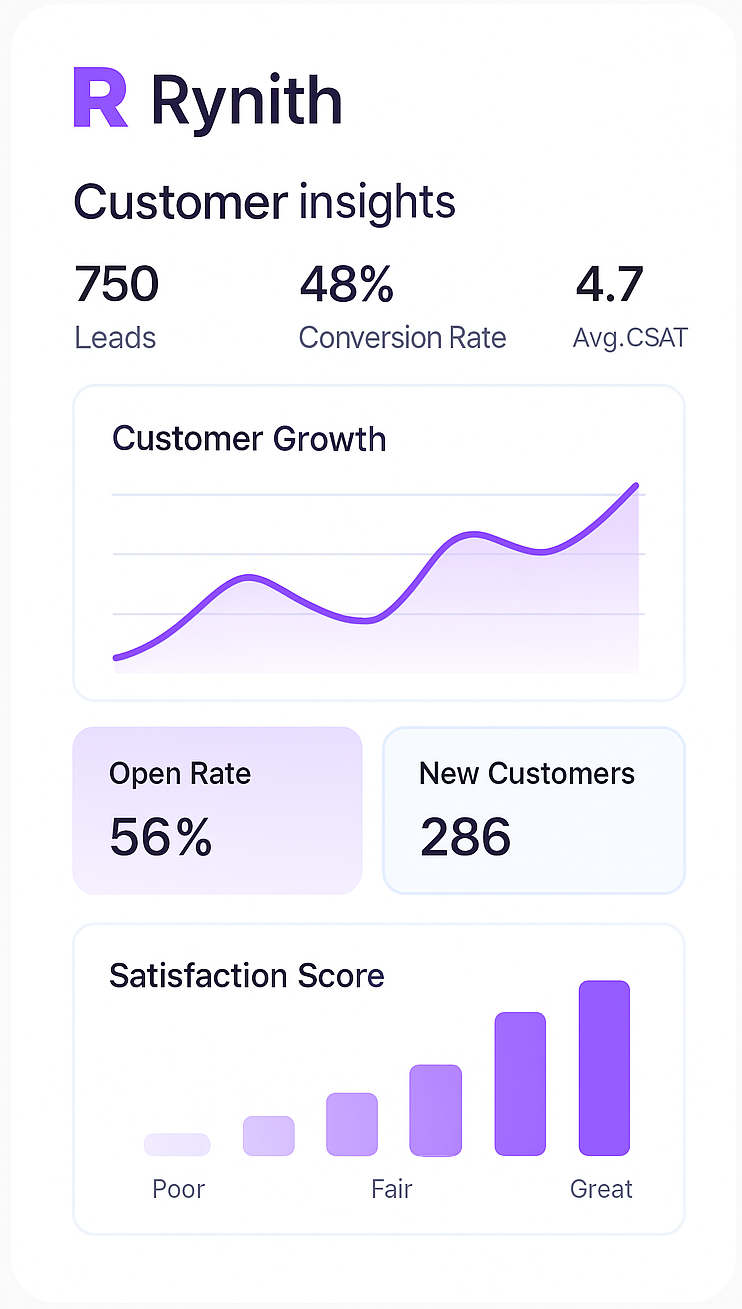 R Rynith
Customer insights
750 48% 4.7
Leads Conversion Rate Avg.CSAT
Customer Growth
Open Rate New Customers
56% 286
Satisfaction Score
Poor Fair Great